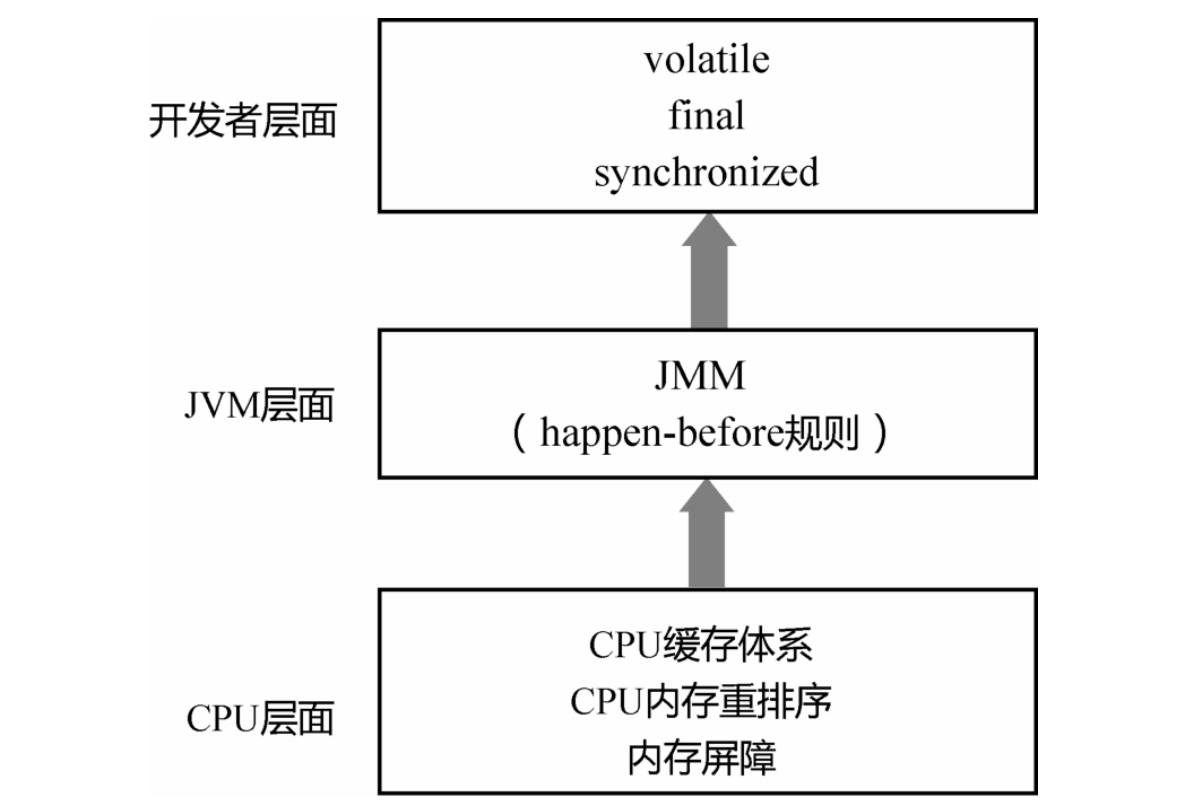 开发者层面
volatile
final
synchronized
JVM层面
JMM
（happen-before规则）
CPU层面
CPU缓存体系
CPU内存重排序
内存屏障